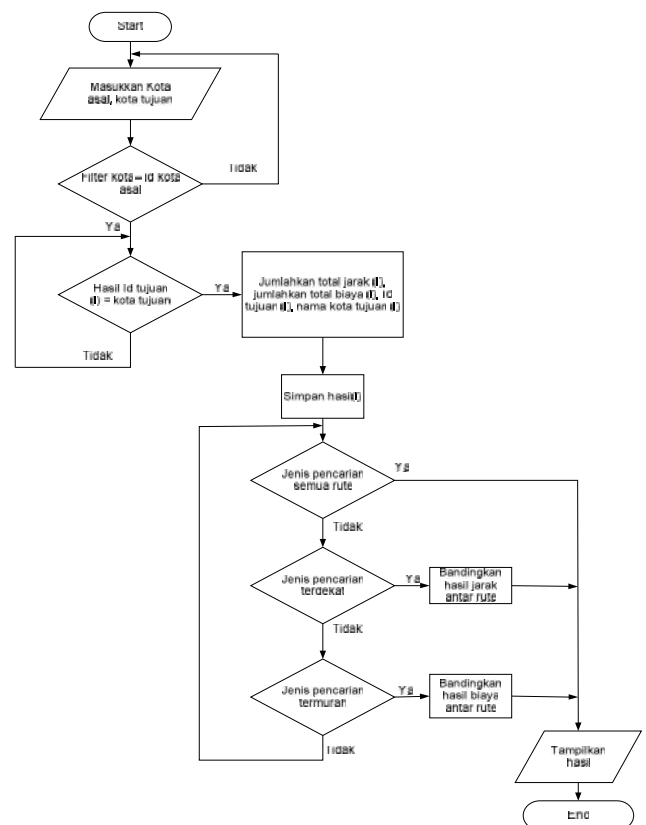 Start
Masukkan Kota
asal, kota tujuan
Filter kota = id kota
asal
Tidak
Ya
Hasil id tujuan
(i) = kota tujuan
Ya
Tidak
Jumlahkan total jarak (i),
jumlahkan total biaya (i), id
tujuan (i), nama kota tujuan (i)
Simpan hasil(i)
Jenis pencarian
semua rute
Ya
Tidak
Jenis pencarian
terdekat
Ya
Bandingkan
hasil jarak
antar rute
Tidak
Jenis pencarian
termurah
Ya
Bandingkan
hasil biaya
antar rute
Tidak
Tampilkan
hasil
End